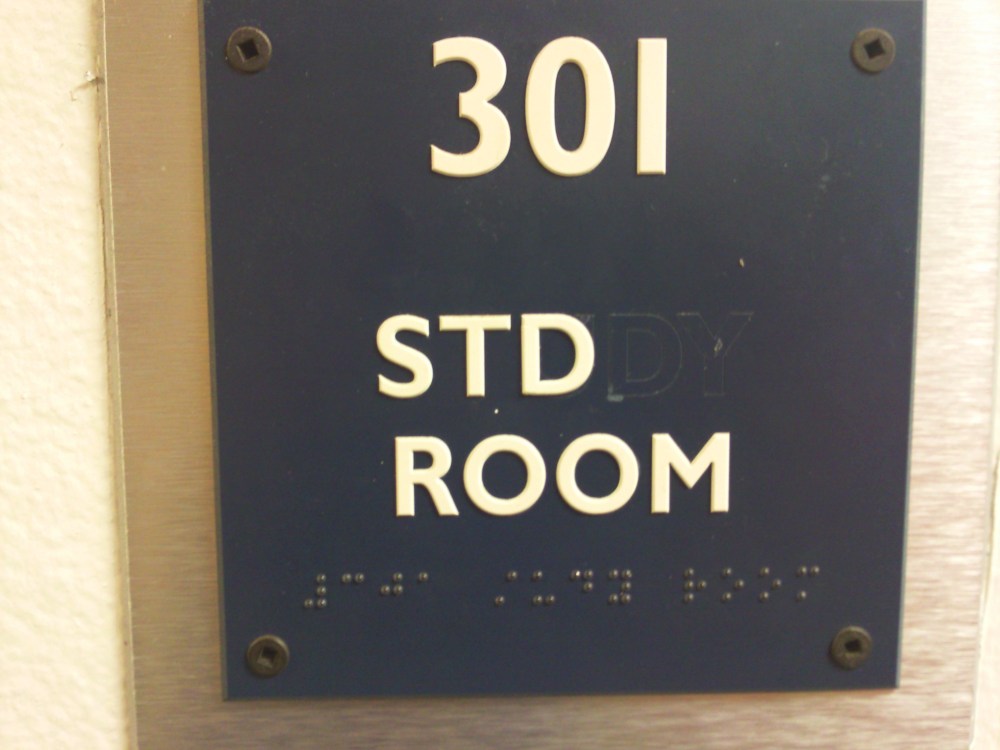 301
STD
ROOM
⠼⠉⠚⠁ ⠌⠥⠙⠽ ⠗⠕⠕⠍